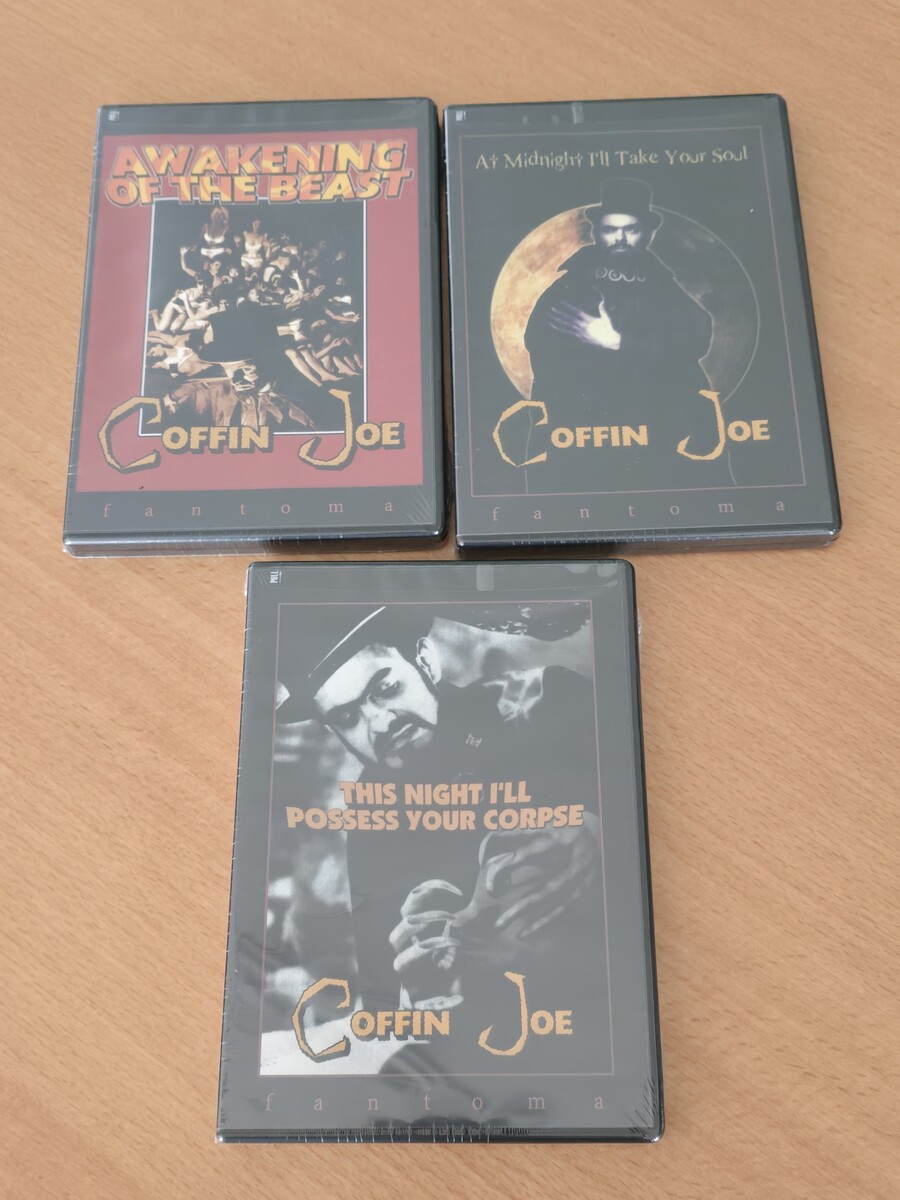 AWAKENING
OF THE BEAST
COFFIN JOE
fantoma
At Midnight I'll Take Your Soul
COFFIN JOE
fantoma
PULL
THIS NIGHT I'LL
POSSESS YOUR CORPSE
COFFIN JOE
fantoma